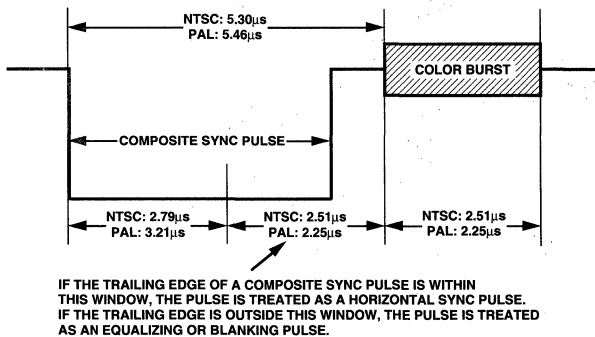 NTSC: 5.30µs
PAL: 5.46µs
COLOR BURST
COMPOSITE SYNC PULSE
NTSC: 2.79µs
PAL: 3.21µs
NTSC: 2.51µs
PAL: 2.25µs
NTSC: 2.51µs
PAL: 2.25µs
IF THE TRAILING EDGE OF A COMPOSITE SYNC PULSE IS WITHIN
THIS WINDOW, THE PULSE IS TREATED AS A HORIZONTAL SYNC PULSE.
IF THE TRAILING EDGE IS OUTSIDE THIS WINDOW, THE PULSE IS TREATED
AS AN EQUALIZING OR BLANKING PULSE.